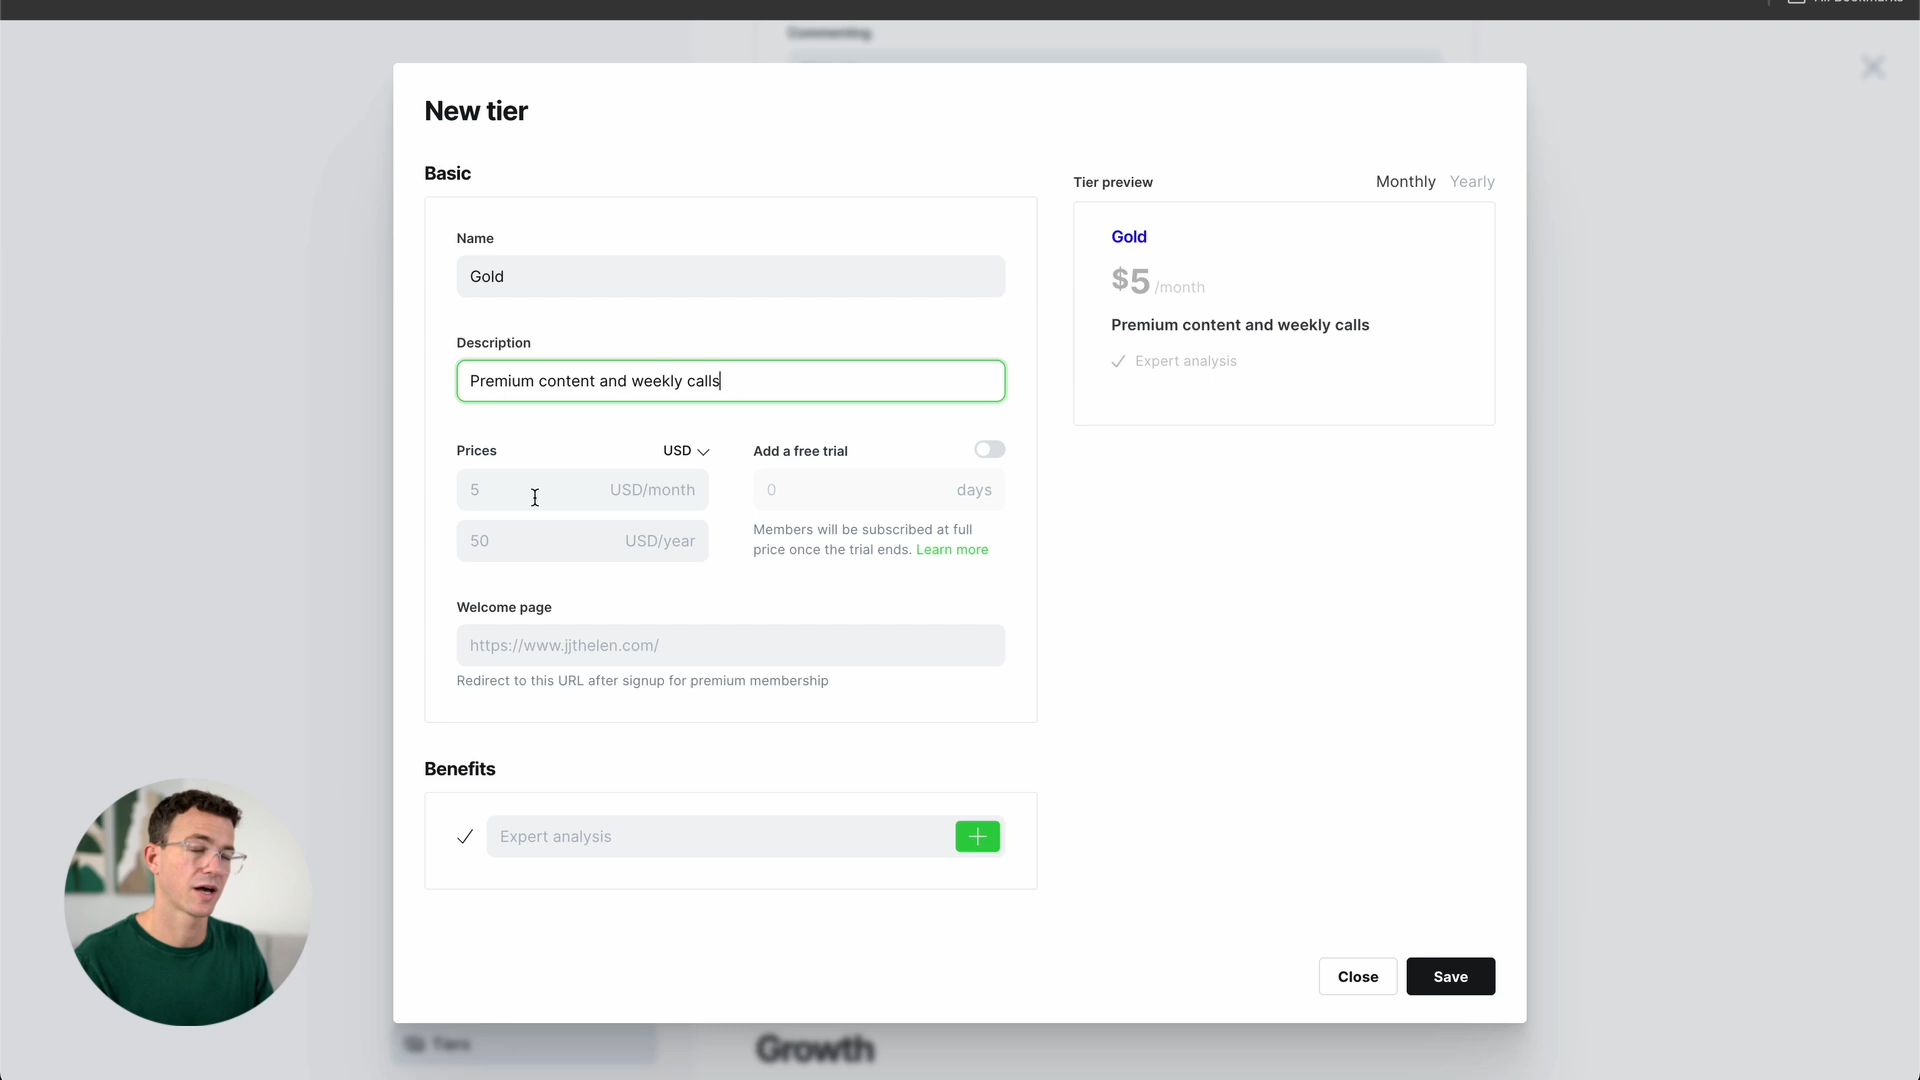 Commenting
New tier
Basic
Name
Gold
Description
Premium content and weekly calls
Prices
USD
Add a free trial
5 USD/month
0 days
50 USD/year
Members will be subscribed at full
price once the trial ends. Learn more
Welcome page
https://www.jjthelen.com/
Redirect to this URL after signup for premium membership
Benefits
Expert analysis
Tier preview
Monthly Yearly
Gold
$5 /month
Premium content and weekly calls
Expert analysis
Close
Save
Tiers
Growth